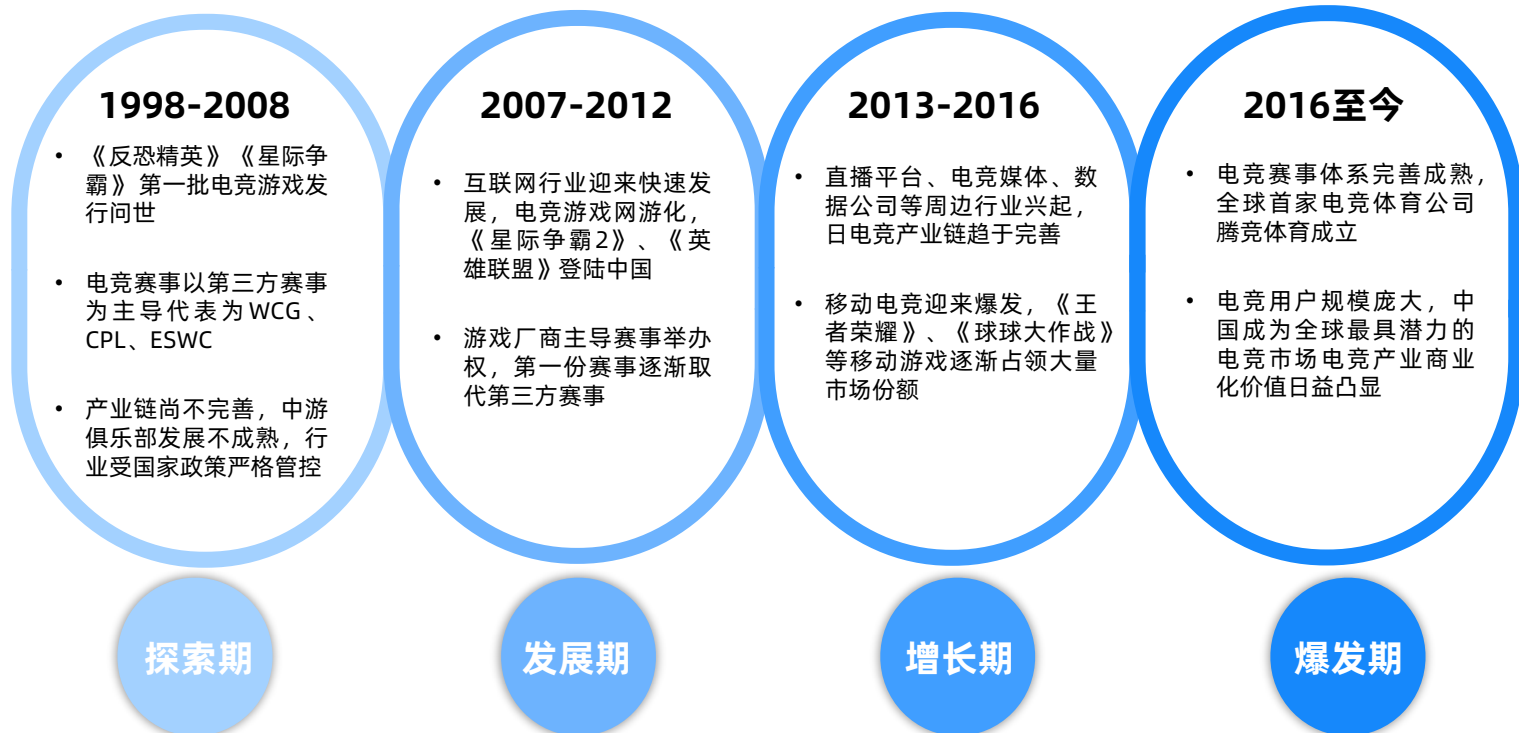 1998-2008
• 《反恐精英》《星际争
霸》 第一批电竞游戏发
行问世
• 电竞赛事以第三方赛事
为主导代表为WCG、
CPL、ESWC
• 产业链尚不完善，中游
俱乐部发展不成熟，行
业受国家政策严格管控
探索期
2007-2012
• 互联网行业迎来快速发
展，电竞游戏网游化，
《星际争霸2》、《英
雄联盟》登陆中国
• 游戏厂商主导赛事举办
权，第一份赛事逐渐取
代第三方赛事
发展期
2013-2016
• 直播平台、电竞媒体、数
据公司等周边行业兴起，
日电竞产业链趋于完善
• 移动电竞迎来爆发，《王
者荣耀》、《球球大作战》
等移动游戏逐渐占领大量
市场份额
增长期
2016至今
• 电竞赛事体系完善成熟，
全球首家电竞体育公司
腾竞体育成立
• 电竞用户规模庞大，中
国成为全球最具潜力的
电竞市场电竞产业商业
化价值日益凸显
爆发期